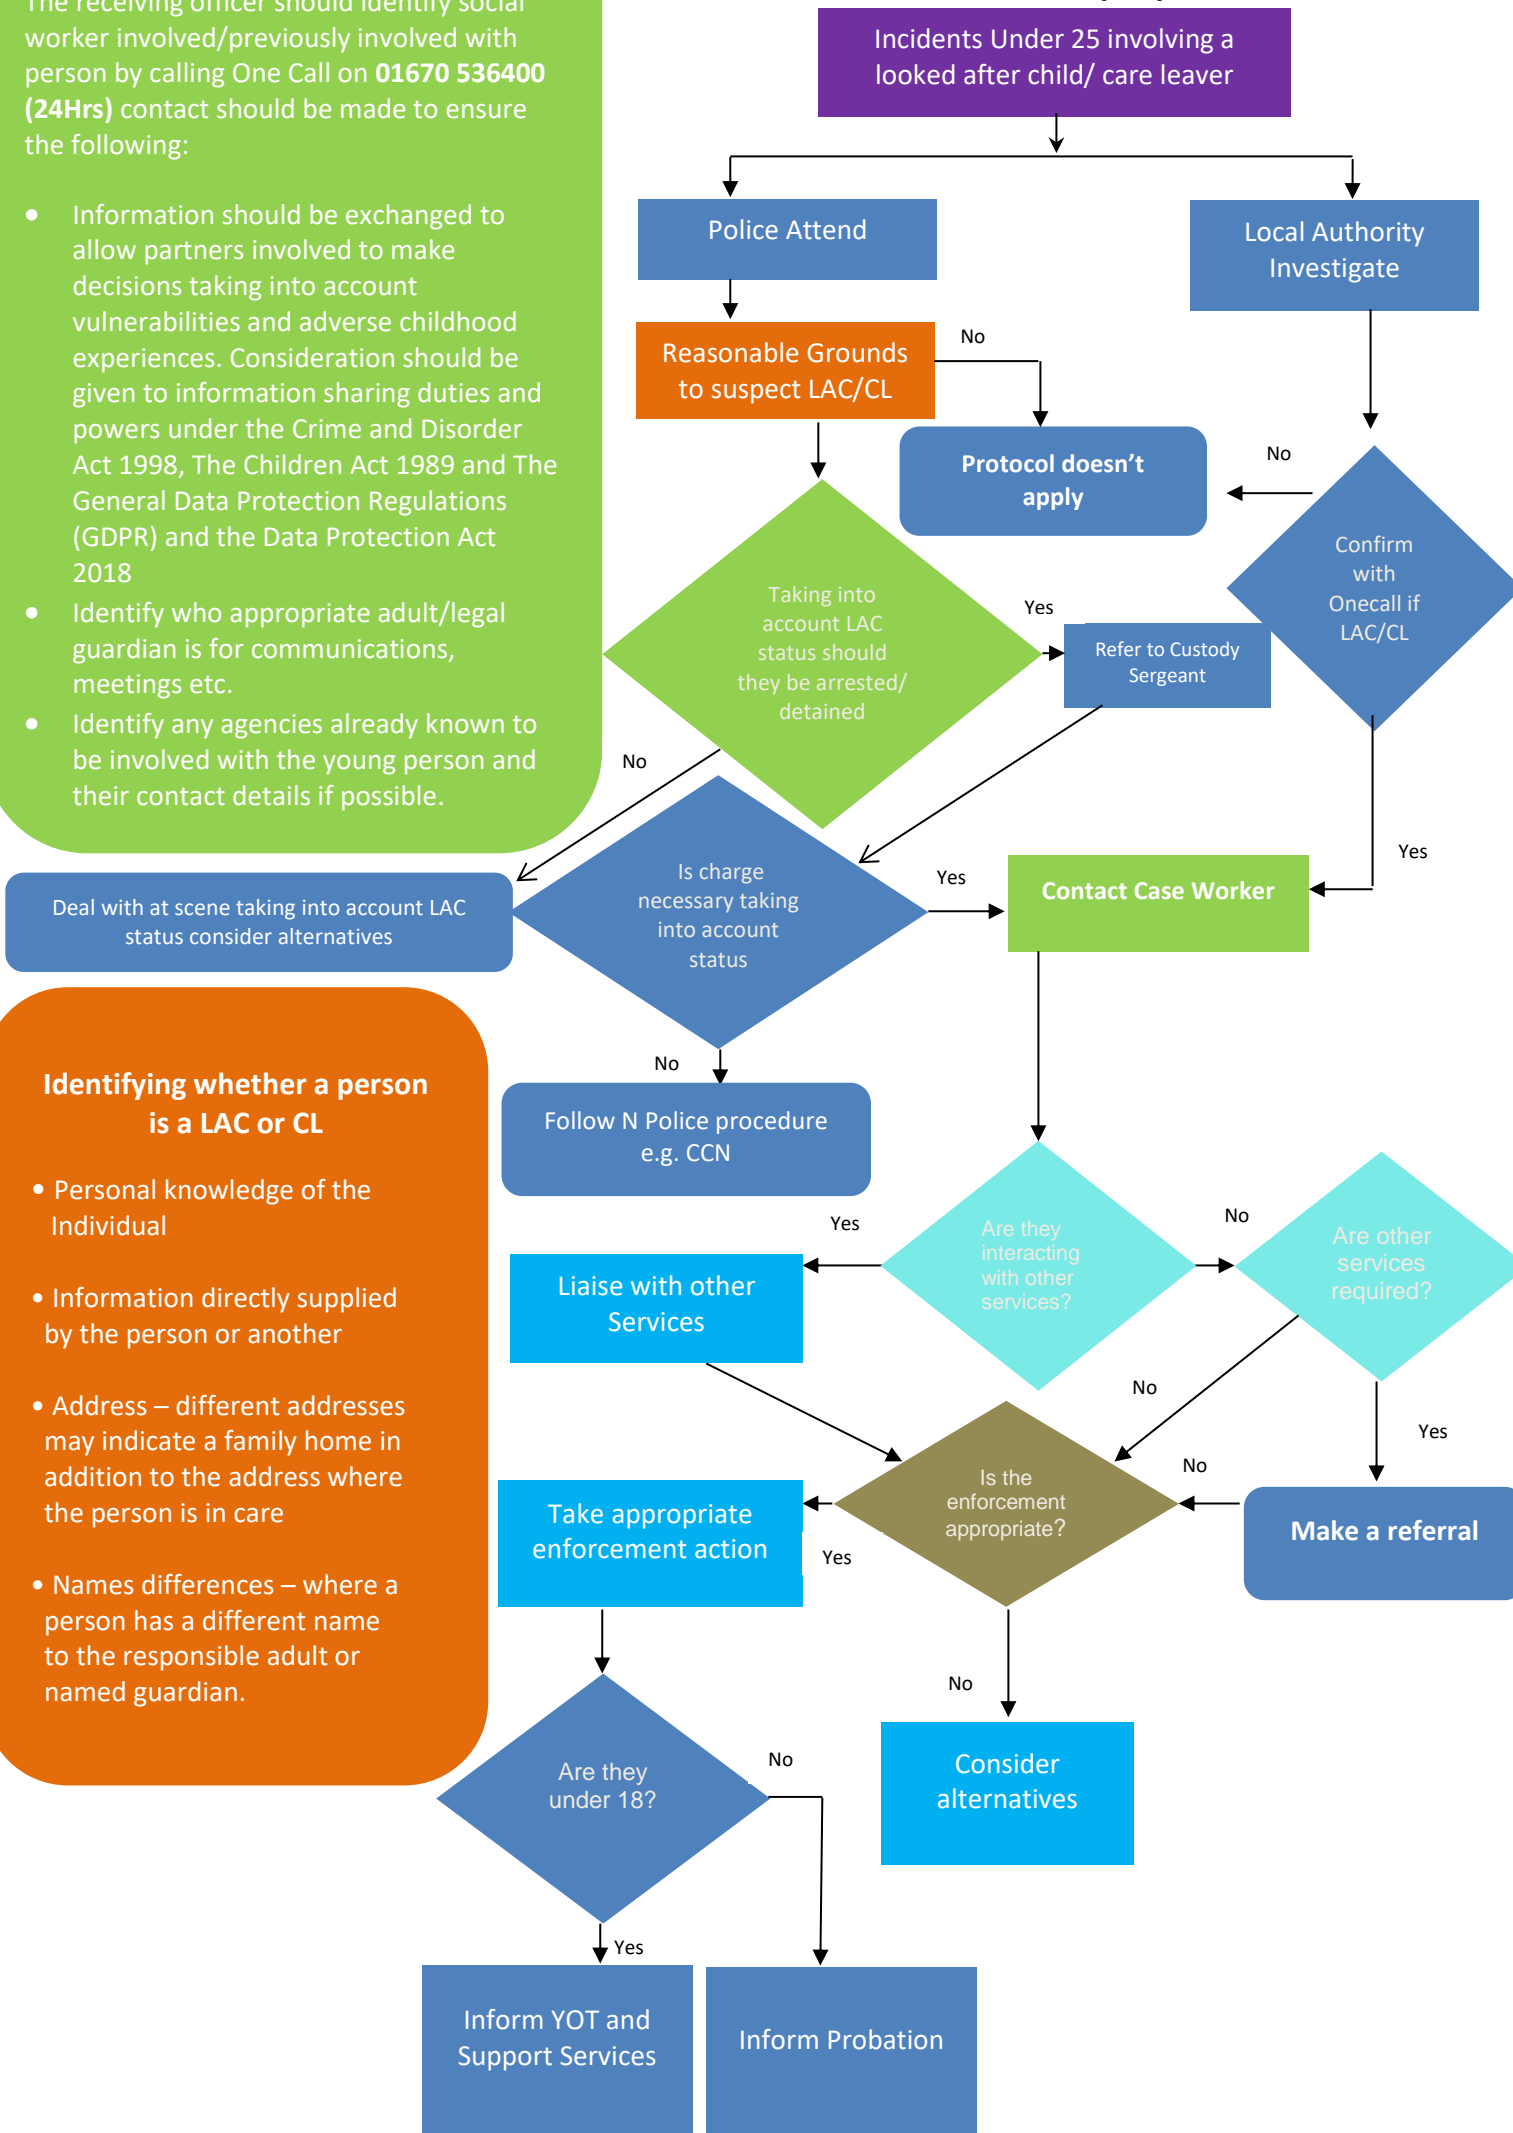 The receiving officer should identify social
worker involved/previously involved with
person by calling One Call on 01670 536400
(24Hrs) contact should be made to ensure
the following:
• Information should be exchanged to
allow partners involved to make
decisions taking into account
vulnerabilities and adverse childhood
experiences. Consideration should be
given to information sharing duties and
powers under the Crime and Disorder
Act 1998, The Children Act 1989 and The
General Data Protection Regulations
(GDPR) and the Data Protection Act
2018
• Identify who appropriate adult/legal
guardian is for communications,
meetings etc.
• Identify any agencies already known to
be involved with the young person and
their contact details if possible.
Incidents Under 25 involving a
looked after child/ care leaver
Police Attend
Local Authority
Investigate
Reasonable Grounds
to suspect LAC/CL
No
Protocol doesn't
apply
No
Confirm
with
Onecall if
LAC/CL
Taking into
account LAC
status should
they be arrested/
detained
Yes
Refer to Custody
Sergeant
No
Yes
Deal with at scene taking into account LAC
status consider alternatives
Is charge
necessary taking
into account
status
Yes
Contact Case Worker
No
Follow N Police procedure
e.g. CCN
Identifying whether a person
is a LAC or CL
• Personal knowledge of the
Individual
• Information directly supplied
by the person or another
• Address – different addresses
may indicate a family home in
addition to the address where
the person is in care
• Names differences – where a
person has a different name
to the responsible adult or
named guardian.
Yes
Are they
interacting
with other
services?
No
Are other
services
required?
Liaise with other
Services
No
Yes
Is the
enforcement
appropriate?
No
Make a referral
Take appropriate
enforcement action
Yes
No
Consider
alternatives
Are they
under 18?
No
Yes
Inform YOT and
Support Services
Inform Probation